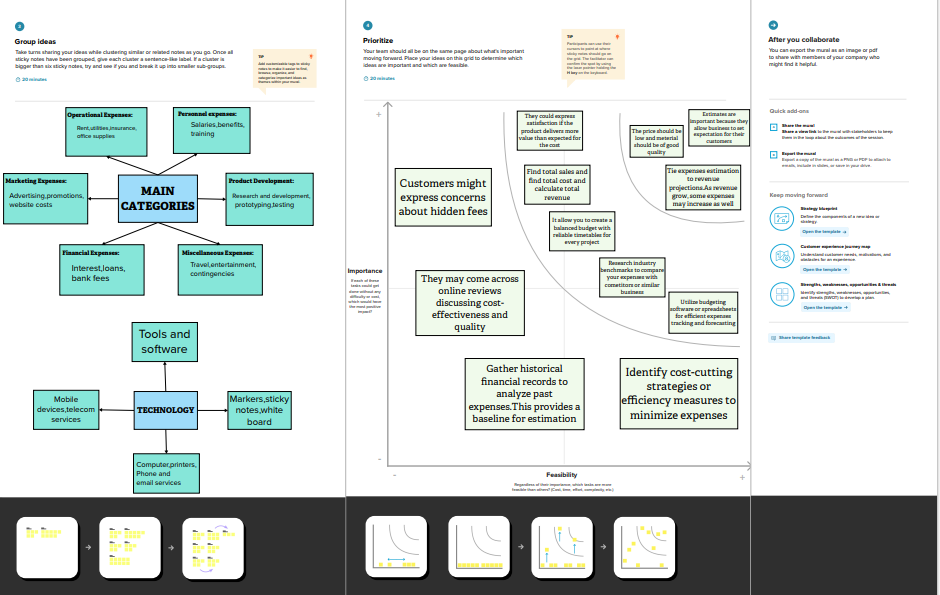 3
Group ideas
Take turns sharing your ideas while clustering similar or related notes as you go. Once all
sticky notes have been grouped, give each cluster a sentence-like label. If a cluster is
bigger than six sticky notes, try and see if you and break it up into smaller sub-groups.
20 minutes
TIP
Add customizable tags to sticky
notes to make it easier to find,
browse, organize, and
categorize important ideas as
themes within your mural.
Operational Expenses:
Rent,utilities,insurance,
office supplies
Personnel expenses:
Salaries,benefits,
training
Marketing Expenses:
Advertising,promotions,
website costs
MAIN
CATEGORIES
Product Development:
Research and development,
prototyping,testing
Financial Expenses:
Interest,loans,
bank fees
Miscellaneous Expenses:
Travel,entertainment,
contingencies
Tools and
software
Mobile
devices,telecom
services
TECHNOLOGY
Markers,sticky
notes,white
board
Computer,printers,
Phone and
email services
4
Prioritize
Your team should all be on the same page about what's important
moving forward. Place your ideas on this grid to determine which
ideas are important and which are feasible.
20 minutes
TIP
Participants can use their
cursors to point at where
sticky notes should go on
the grid. The facilitator can
confirm the spot by using
the laser pointer holding the
H key on the keyboard.
They could express
satisfaction if the
product delivers more
value than expected for
the cost
The price should be
low and meterial
should be of good
quality
Estimates are
important because they
allow business to set
expectation for their
customers
Customers might
express concerns
about hidden fees
Find total sales and
find total cost and
calculate total
revenue
Tie expenses estimation
to revenue
projections.As revenue
grow, some expenses
may increase as well
It allow you to create a
balanced budget with
reliable timetables for
every project
Research industry
benchmarks to compare
your expenses with
cometitors or similar
business
They may come across
online reviews
discussing cost-
effectiveness and
quality
Utilize budgeting
software or spreadsheets
for efficient expenses
tracking and forecasting
Gather historical
financial records to
analyze past
expenses.This provides a
baseline for estimation
Identify cost-cutting
strategies or
efficiency measures to
minimize expenses
Importance
If each of these
tasks could get
done without any
difficulty or cost,
which would have
the most positive
impact?
Feasibility
Regardless of their importance, which tasks are more
feasible than others? (Cost, time, effort, complexity, etc.)
After you collaborate
You can export the mural as an image or pdf
to share with members of your company who
might find it helpful.
Quick add-ons
Share the mural
Share a view link to the mural with stakeholders to keep
them in the loop about the outcomes of the session.
Export the mural
Export a copy of the mural as a PNG or PDF to attach to
emails, include in slides, or save in your drive.
Keep moving forward
Strategy blueprint
Define the components of a new idea or
strategy.
Open the template
Customer experience journey map
Understand customer needs, motivations, and
obstacles for an experience.
Open the template
Strengths, weaknesses, opportunities & threats
Identify strengths, weaknesses, opportunities,
and threats (SWOT) to develop a plan.
Open the template
Share template feedback